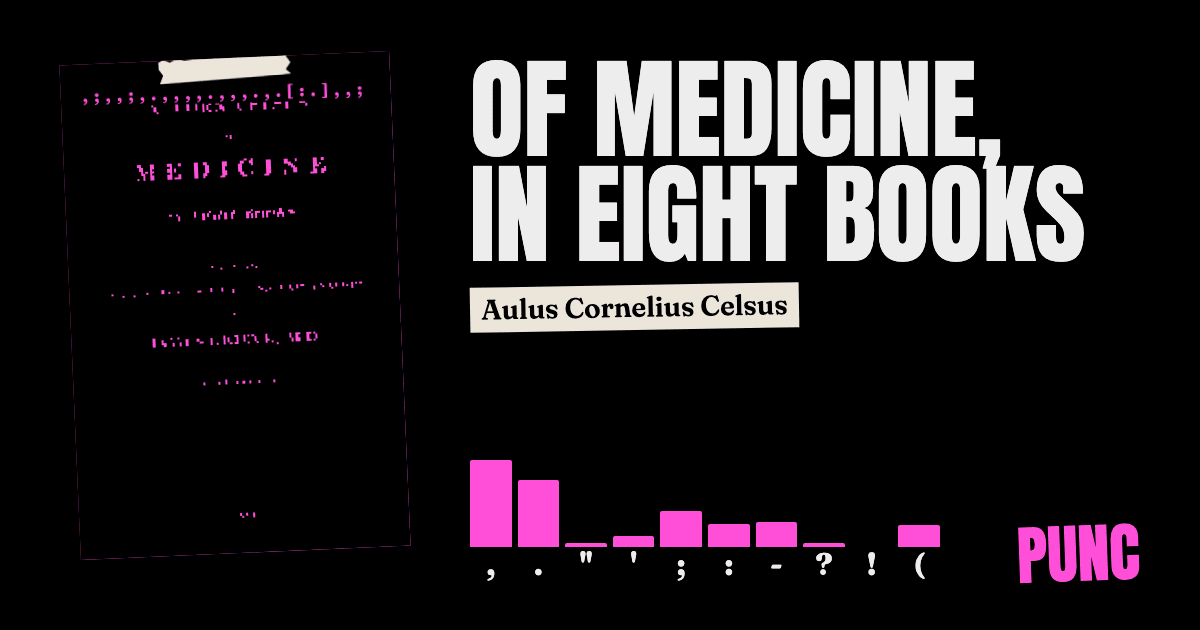 ,;,,;,.,,,,.,,.,.[:.],,;
MEDICINE
OF MEDICINE,
IN EIGHT BOOKS
Aulus Cornelius Celsus
, . " ' ; : - ? ! (
PUNC